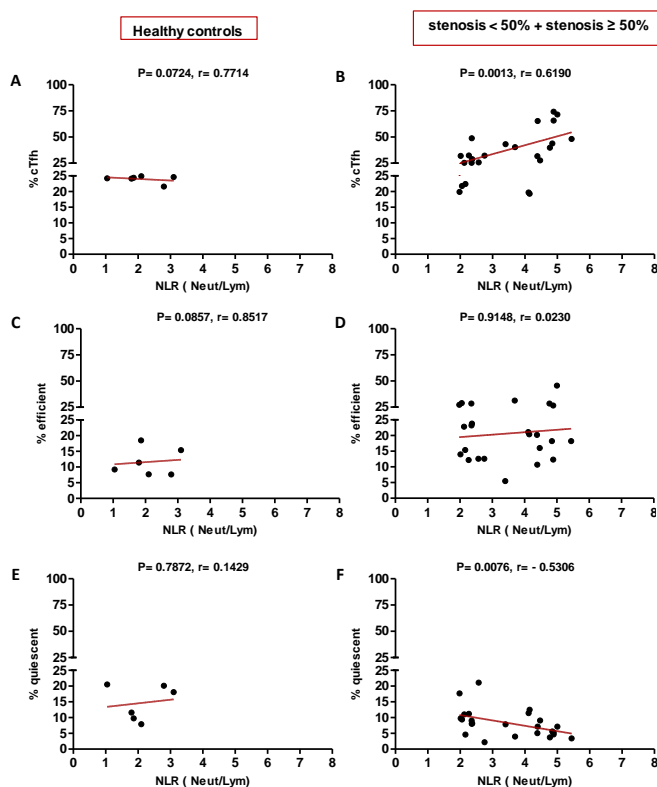 Healthy controls
stenosis < 50% + stenosis ≥ 50%
A
P= 0.0724, r= 0.7714
% cTfh
100
75
50
25
25
20
15
10
5
0
0 1 2 3 4 5 6 7 8
NLR ( Neut/Lym)
B
P= 0.0013, r= 0.6190
% cTfh
100
75
50
25
25
20
15
10
5
0
0 1 2 3 4 5 6 7 8
NLR ( Neut/Lym)
C
P= 0.0857, r= 0.8517
% efficient
100
75
50
25
25
20
15
10
5
0
0 1 2 3 4 5 6 7 8
NLR ( Neut/Lym)
D
P= 0.9148, r= 0.0230
% efficient
100
75
50
25
25
20
15
10
5
0
0 1 2 3 4 5 6 7 8
NLR ( Neut/Lym)
E
P= 0.7872, r= 0.1429
% quiescent
100
75
50
25
25
20
15
10
5
0
0 1 2 3 4 5 6 7 8
NLR ( Neut/Lym)
F
P= 0.0076, r= - 0.5306
% quiescent
100
75
50
25
25
20
15
10
5
0
0 1 2 3 4 5 6 7 8
NLR ( Neut/Lym)